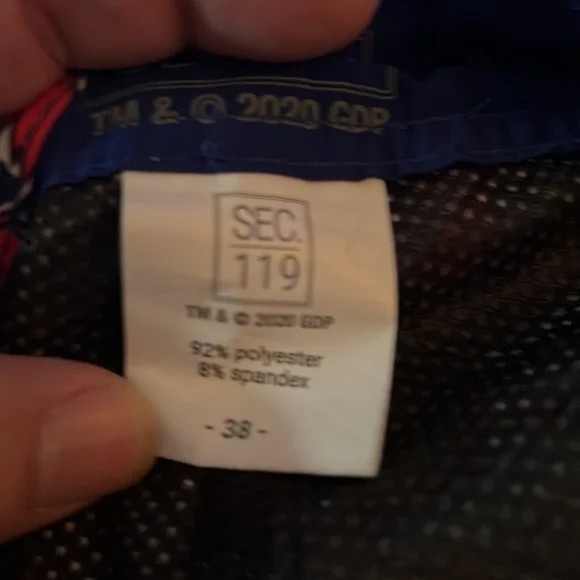 TM & © 2020 GDP
SEC.
119
TM & © 2020 GDP
92% polyester
8% spandex
- 38 -